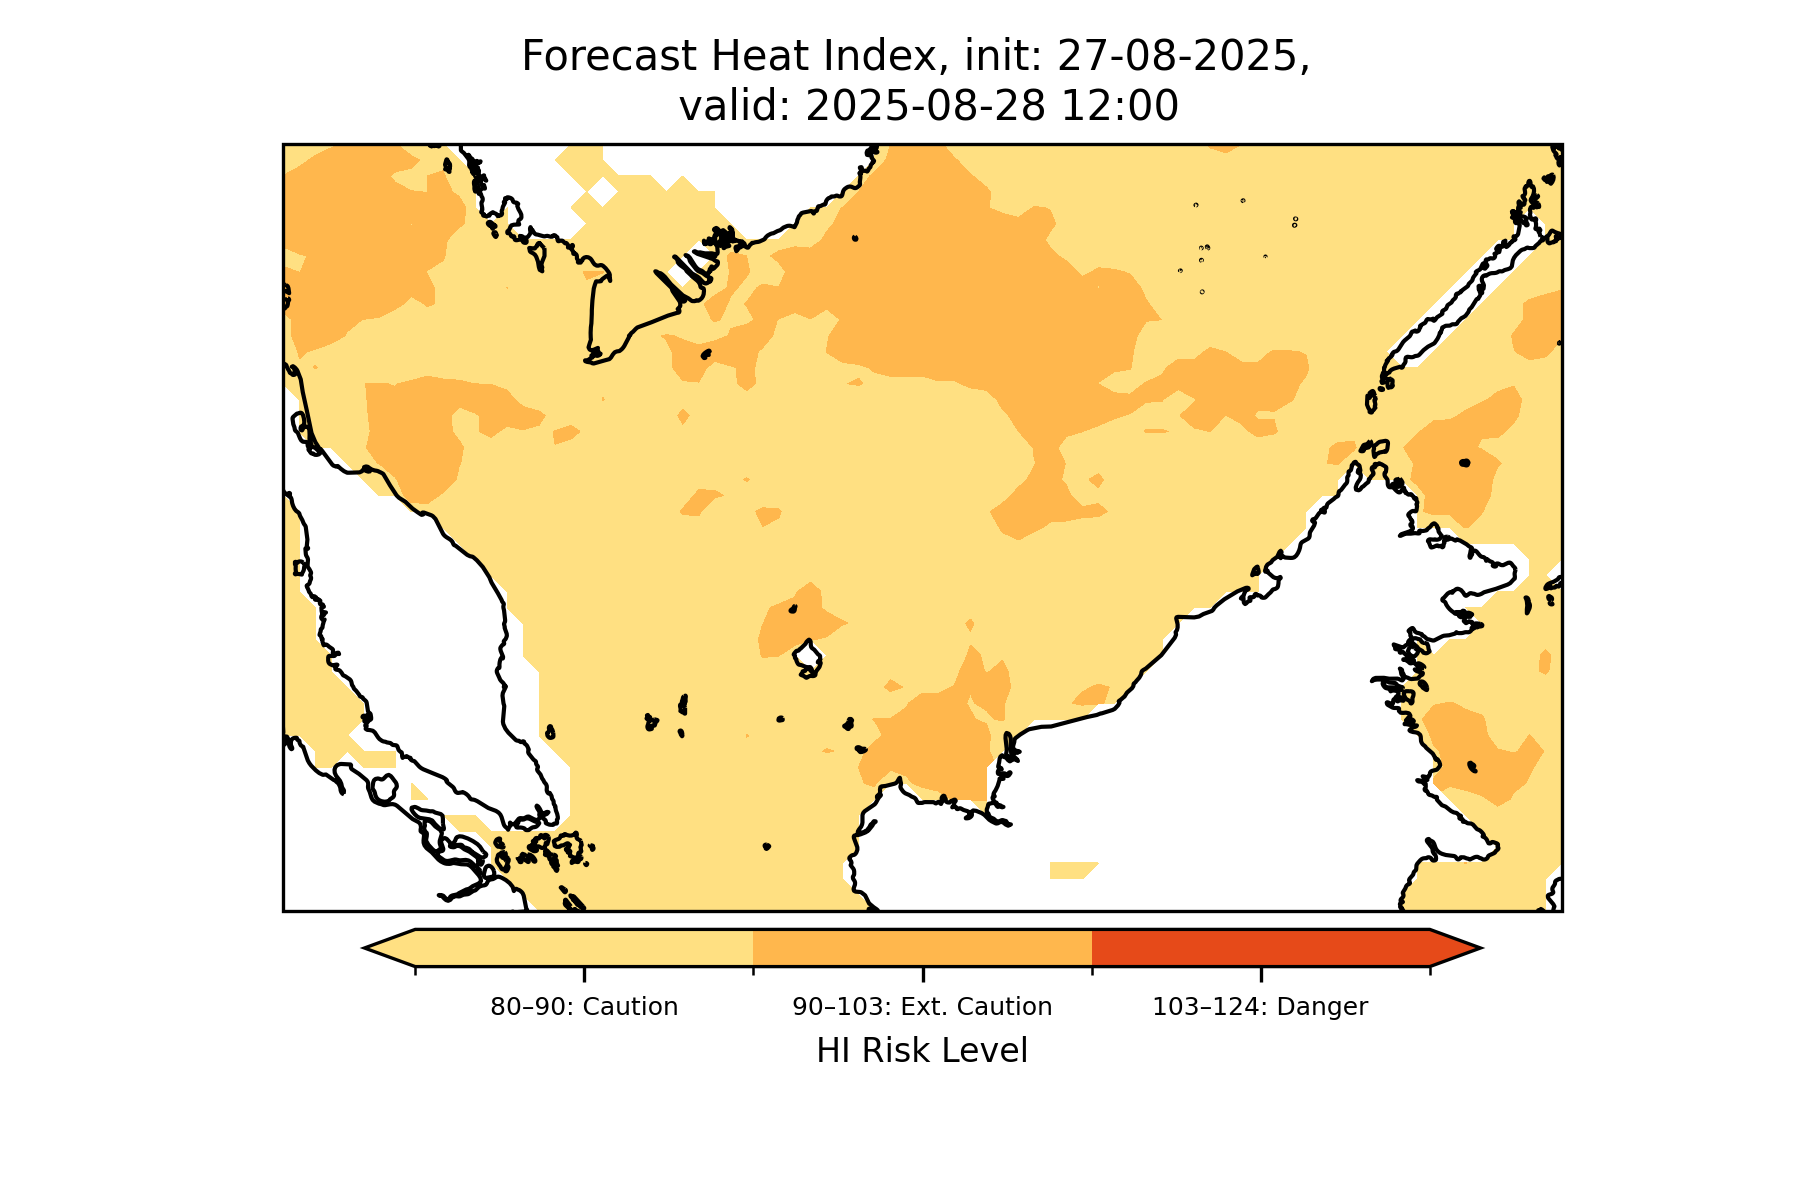 Forecast Heat Index, init: 27-08-2025,
valid: 2025-08-28 12:00
80–90: Caution
90–103: Ext. Caution
103–124: Danger
HI Risk Level